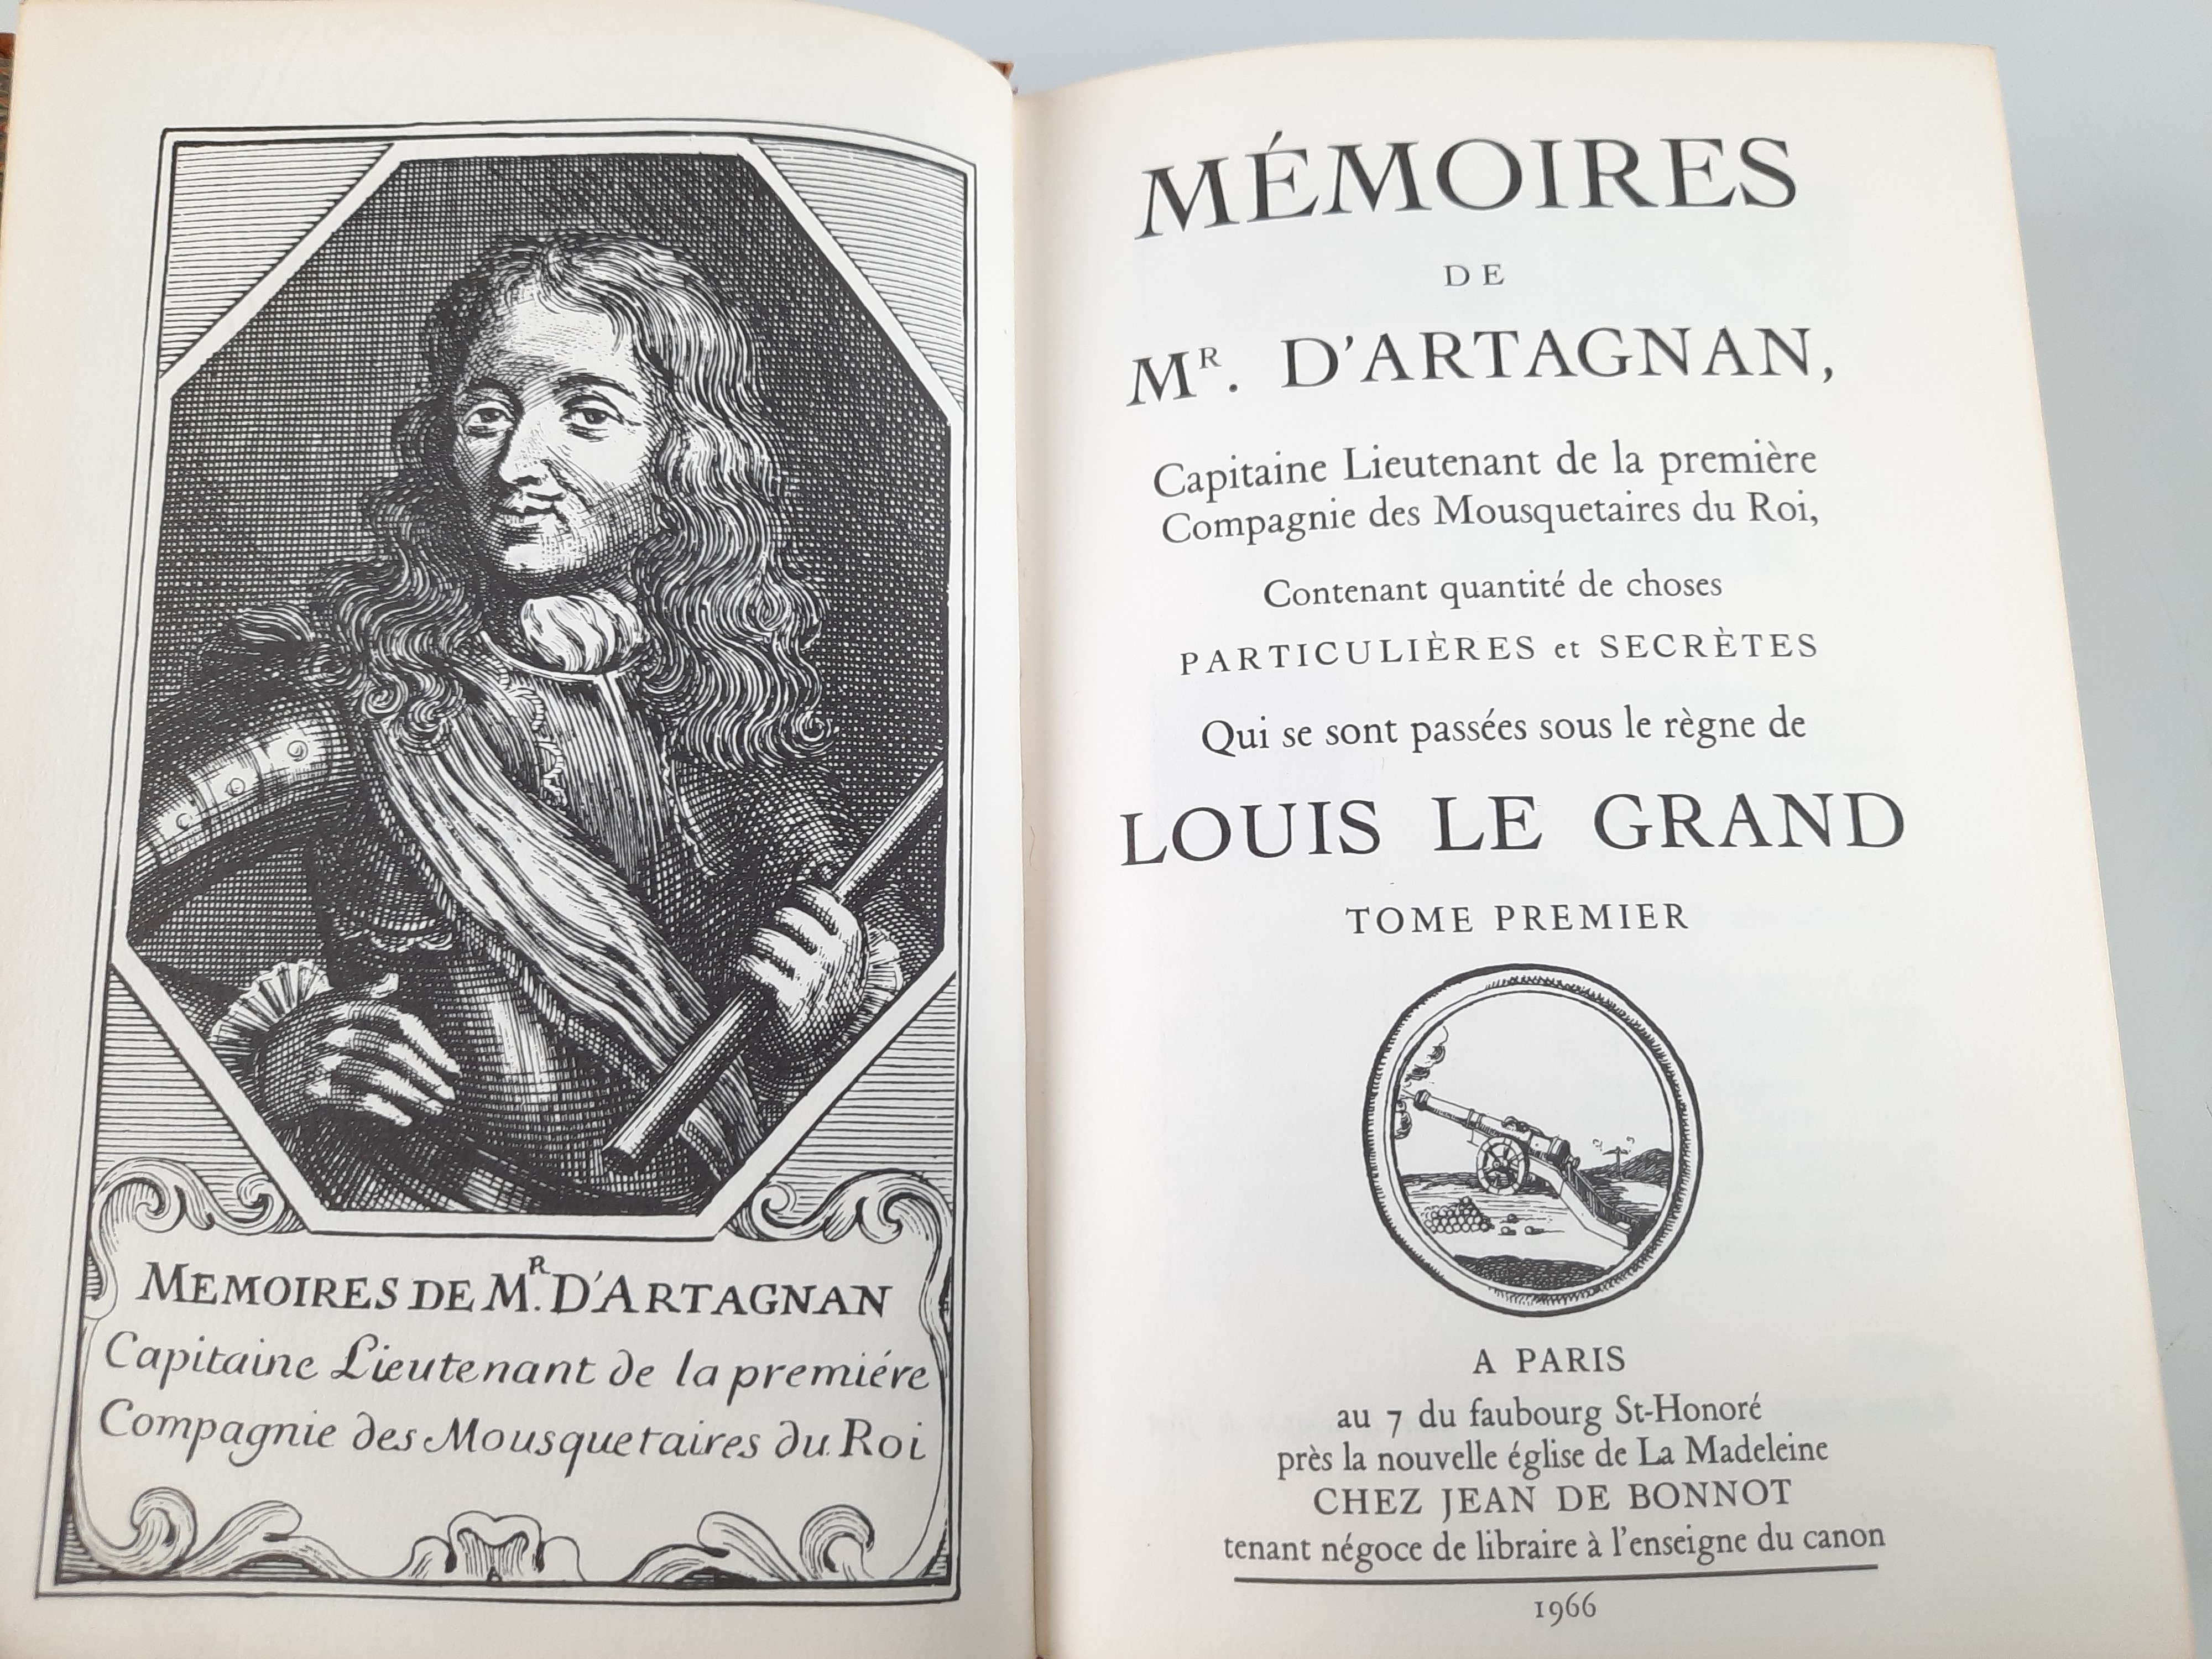 MEMOIRES DE MR. D'ARTAGNAN
Capitaine Lieutenant de la premiére
Compagnie des Mousquetaires du Roi
MÉMOIRES
DE
MR. D'ARTAGNAN,
Capitaine Lieutenant de la première
Compagnie des Mousquetaires du Roi,
Contenant quantité de choses
PARTICULIÈRES et SECRÈTES
Qui se sont passées sous le règne de
LOUIS LE GRAND
TOME PREMIER
A PARIS
au 7 du faubourg St-Honoré
près la nouvelle église de La Madeleine
CHEZ JEAN DE BONNOT
tenant négoce de libraire à l'enseigne du canon
1966